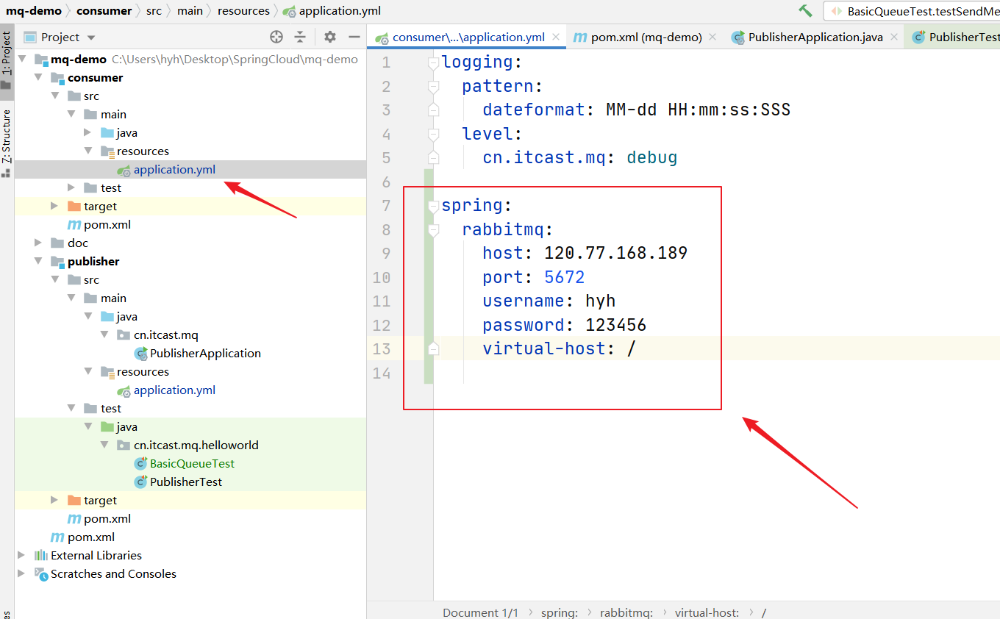 mq-demo consumer src main resources application.yml BasicQueueTest.testSendMe
Project
consumer\...\application.yml pom.xml (mq-demo) PublisherApplication.java PublisherTest
1: Project
Z: Structure
mq-demo C:\Users\hyh\Desktop\SpringCloud\mq-demo
consumer
src
main
java
resources
application.yml
test
target
pom.xml
doc
publisher
src
main
java
cn.itcast.mq
PublisherApplication
resources
application.yml
test
java
cn.itcast.mq.helloworld
BasicQueueTest
PublisherTest
target
pom.xml
pom.xml
External Libraries
Scratches and Consoles
1 logging:
2 pattern:
3 dateformat: MM-dd HH:mm:ss:SSS
4 level:
5 cn.itcast.mq: debug
6
7 spring:
8 rabbitmq:
9 host: 120.77.168.189
10 port: 5672
11 username: hyh
12 password: 123456
13 virtual-host: /
14
Document 1/1 spring: rabbitmq: virtual-host: /